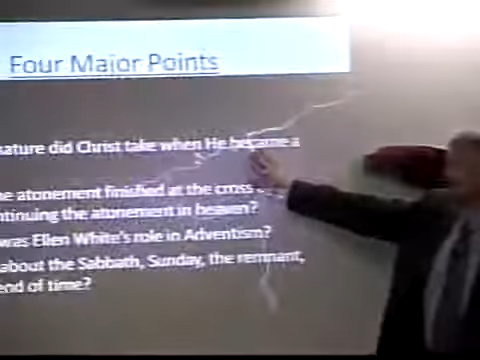 Four Major Points
nature did Christ take when He became a
he atonement finished at the cross
ntinuing the atonement in heaven?
was Ellen White's role in Adventism?
about the Sabbath, Sunday, the remnant,
end of time?